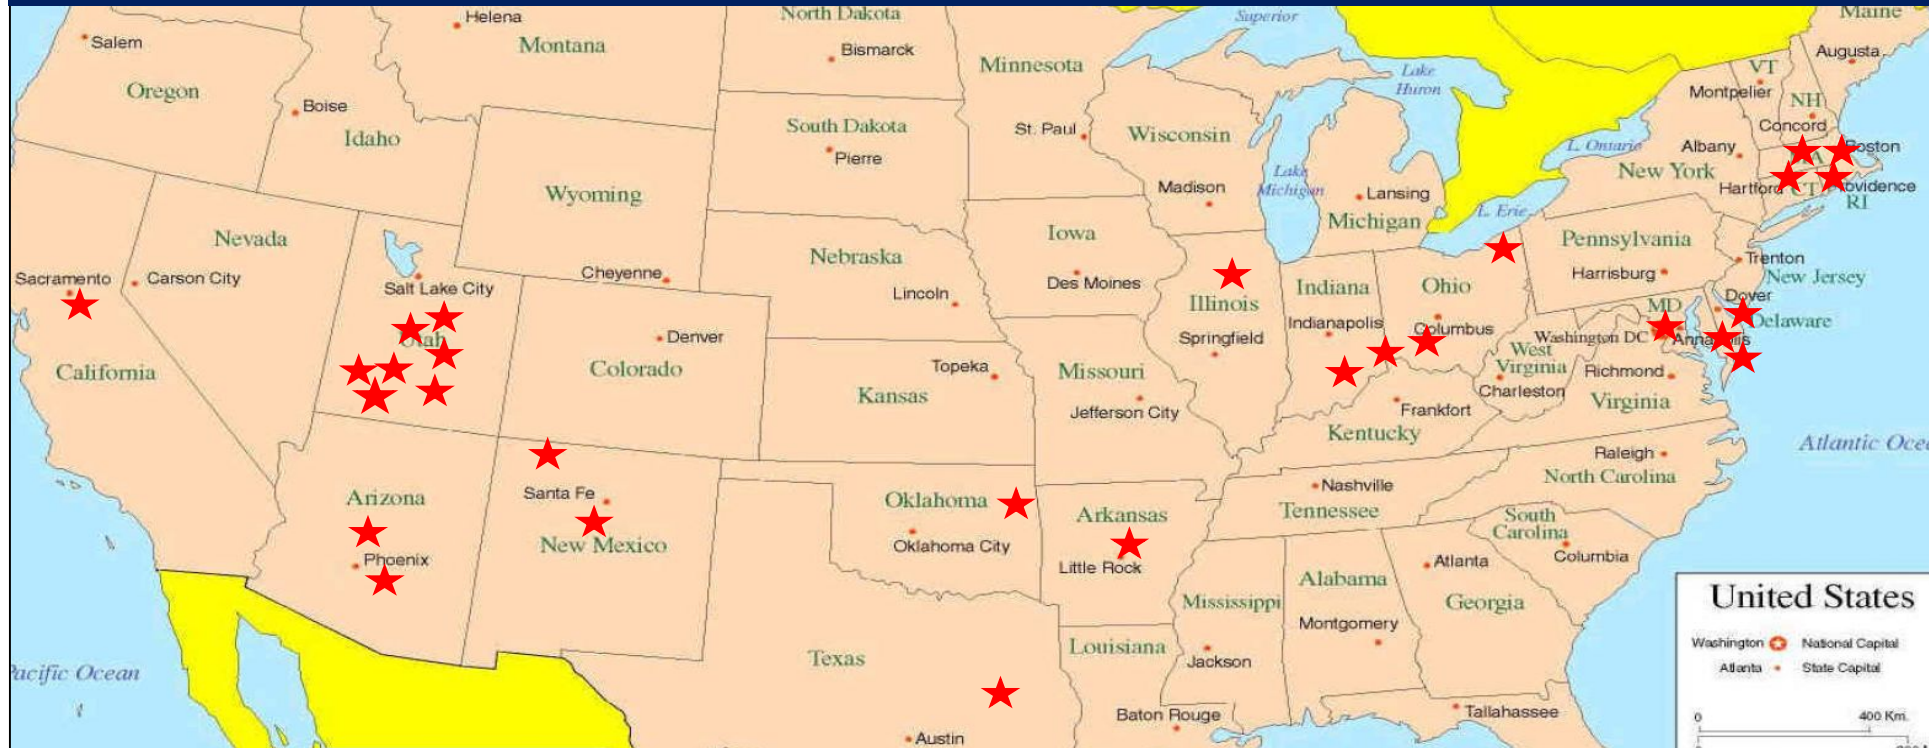 Helena
North Dakota
Superior
Maine
Salem
Montana
Bismarck
Minnesota
Augusta
Oregon
Boise
Lake
Huron
VT
Montpelier
NH
Idaho
South Dakota
St. Paul
Wisconsin
Concord
Pierre
L. Ontario
Albany
Boston
New York
Wyoming
Madison
Lake
Michigan
Lansing
Hartford
CT
Providence
RI
Michigan
L. Erie
Nevada
Iowa
Pennsylvania
Nebraska
Trenton
Sacramento
Carson City
Cheyenne
Des Moines
Harrisburg
New Jersey
Salt Lake City
Lincoln
Illinois
Indiana
Ohio
Dover
MD
Indianapolis
Columbus
Delaware
Utah
Denver
Springfield
Washington DC
Annapolis
California
Colorado
Topeka
Missouri
West
Virginia
Richmond
Kansas
Jefferson City
Frankfort
Charleston
Virginia
Kentucky
Atlantic Oce
Raleigh
North Carolina
Arizona
Santa Fe
Oklahoma
Arkansas
Nashville
Tennessee
South
Carolina
New Mexico
Oklahoma City
Phoenix
Little Rock
Atlanta
Columbia
Alabama
Mississippi
Georgia
Montgomery
United States
Texas
Louisiana
Jackson
Washington National Capital
Atlanta State Capital
Pacific Ocean
Baton Rouge
Tallahassee
Austin
0 400 Km.